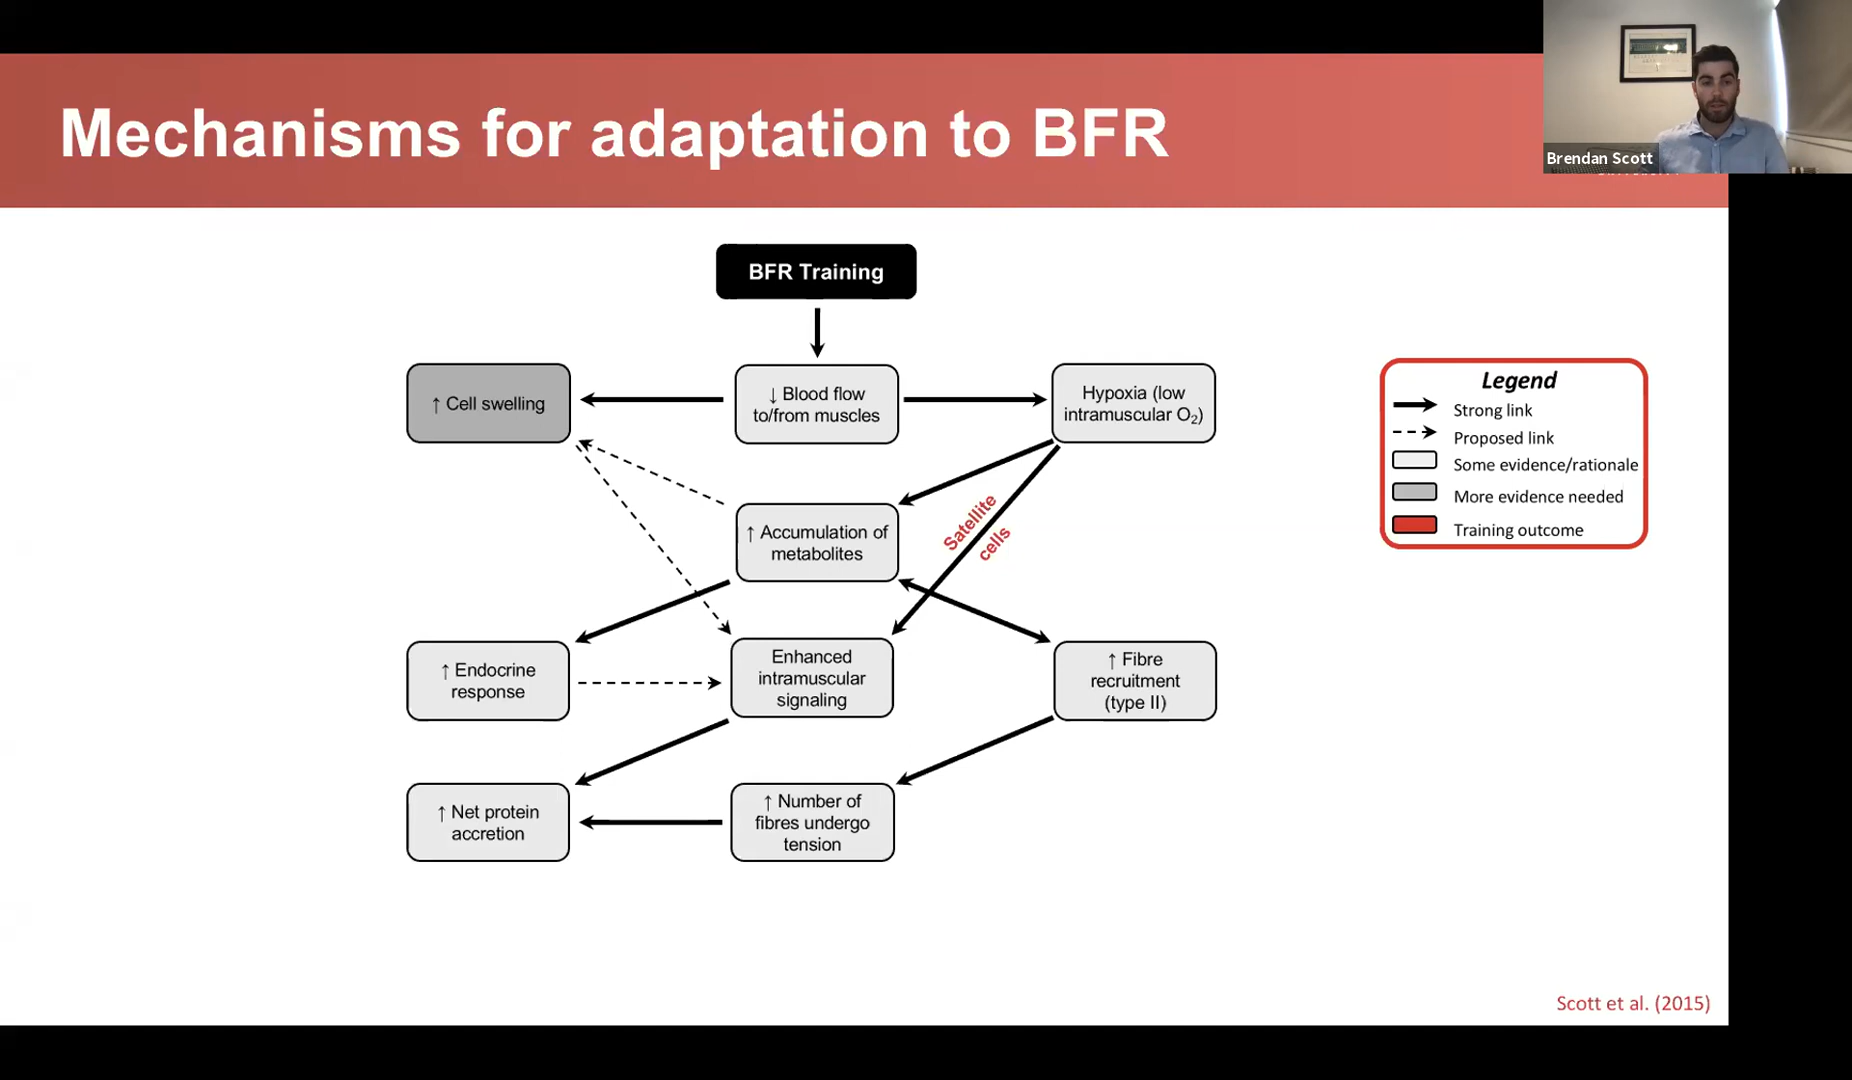 Mechanisms for adaptation to BFR
Brendan Scott
BFR Training
↑ Cell swelling
↓ Blood flow
to/from muscles
Hypoxia (low
intramuscular O₂)
Legend
Strong link
Proposed link
Some evidence/rationale
More evidence needed
Training outcome
↑ Accumulation of
metabolites
Satellite
cells
↑ Endocrine
response
Enhanced
intramuscular
signaling
↑ Fibre
recruitment
(type II)
↑ Net protein
accretion
↑ Number of
fibres undergo
tension
Scott et al. (2015)